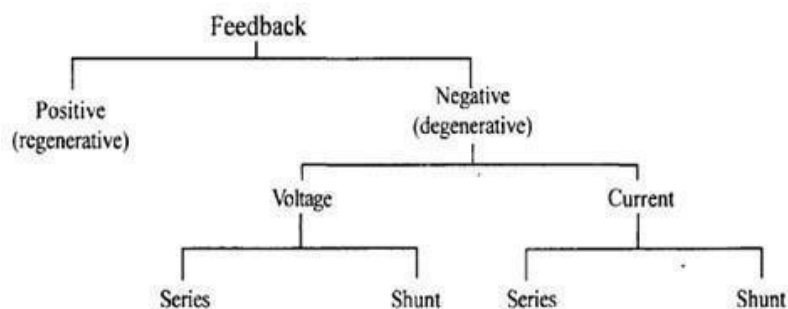 Feedback
Positive
(regenerative)
Negative
(degenerative)
Voltage
Current
Series
Shunt
Series
Shunt